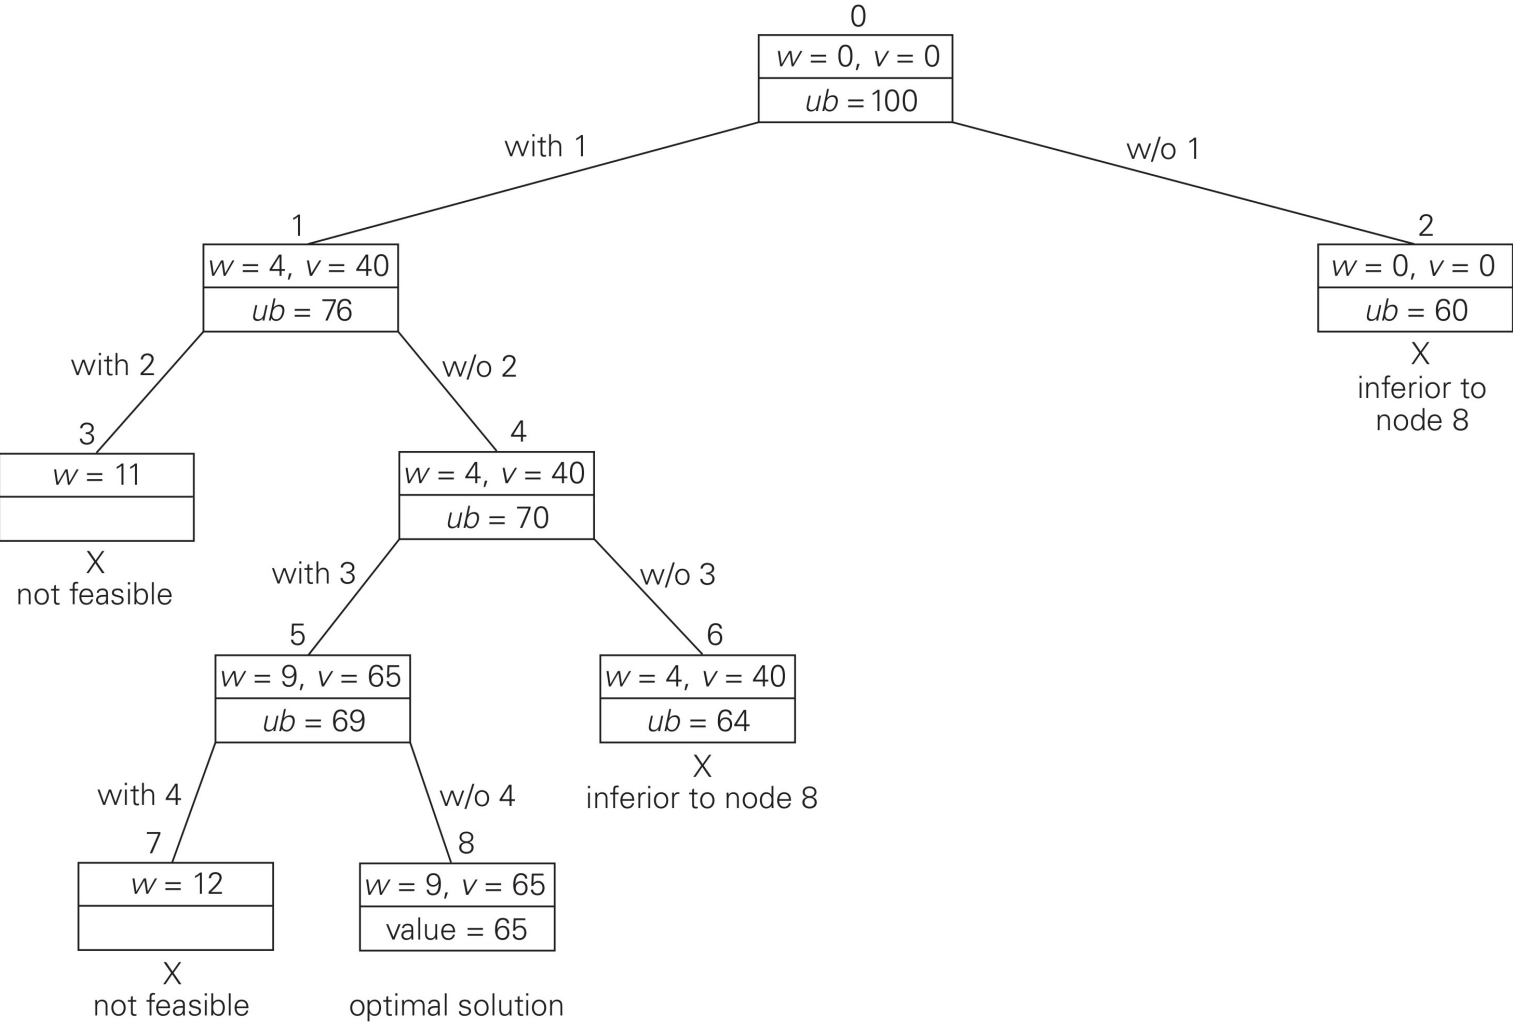 0
w = 0, v = 0
ub = 100
with 1
w/o 1
1
w = 4, v = 40
ub = 76
2
w = 0, v = 0
ub = 60
X
inferior to
node 8
with 2
w/o 2
3
w = 11
X
not feasible
4
w = 4, v = 40
ub = 70
with 3
w/o 3
5
w = 9, v = 65
ub = 69
6
w = 4, v = 40
ub = 64
X
inferior to node 8
with 4
w/o 4
7
w = 12
X
not feasible
8
w = 9, v = 65
value = 65
optimal solution